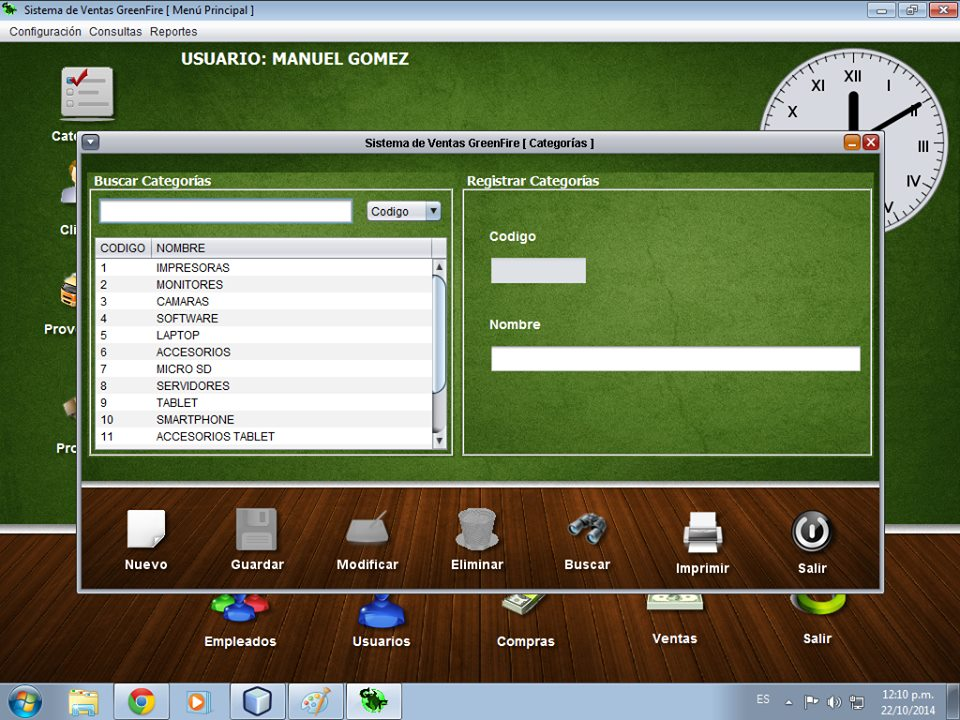 Sistema de Ventas GreenFire [ Menú Principal ]
Configuración Consultas Reportes
USUARIO: MANUEL GOMEZ
XII
XI
I
X
II
III
IV
V
Sistema de Ventas GreenFire [ Categorías ]
Buscar Categorías
Codigo
CODIGO NOMBRE
1 IMPRESORAS
2 MONITORES
3 CAMARAS
4 SOFTWARE
5 LAPTOP
6 ACCESORIOS
7 MICRO SD
8 SERVIDORES
9 TABLET
10 SMARTPHONE
11 ACCESORIOS TABLET
Registrar Categorías
Codigo
Nombre
Nuevo Guardar Modificar Eliminar Buscar Imprimir Salir
Empleados Usuarios Compras Ventas Salir
ES
12:10 p.m.
22/10/2014